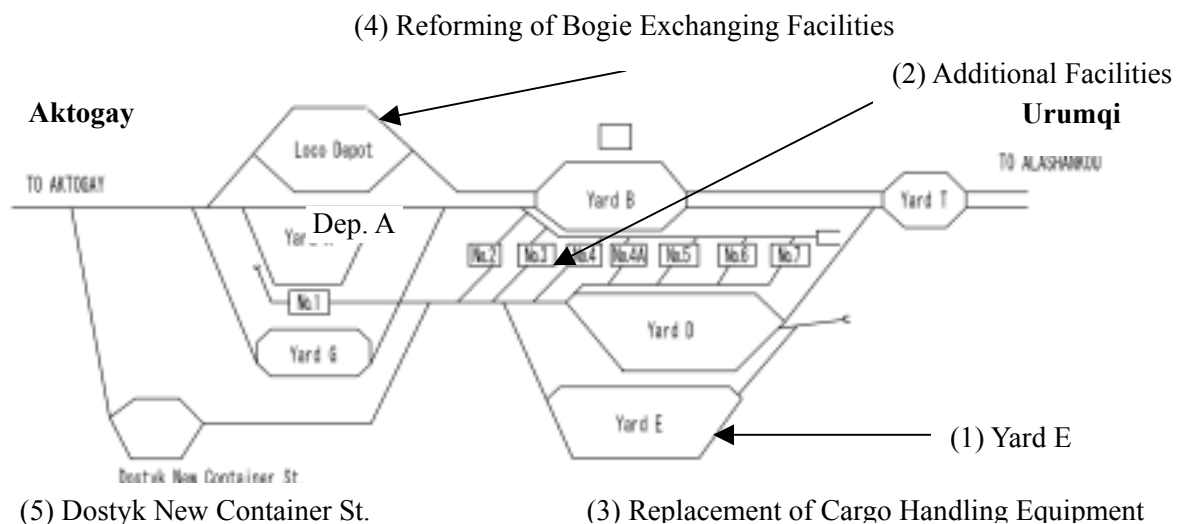 (4) Reforming of Bogie Exchanging Facilities
(2) Additional Facilities
Aktogay
Urumqi
Loco Depot
TO ALASHANKOU
TO AKTOGAY
Yard B
Yard T
Dep. A
Yar
No.2
No.3
No.4
No.4A
No.5
No.6
No.7
No.1
Yard D
Yard G
Yard E
(1) Yard E
Dostyk New Container St
(5) Dostyk New Container St.
(3) Replacement of Cargo Handling Equipment